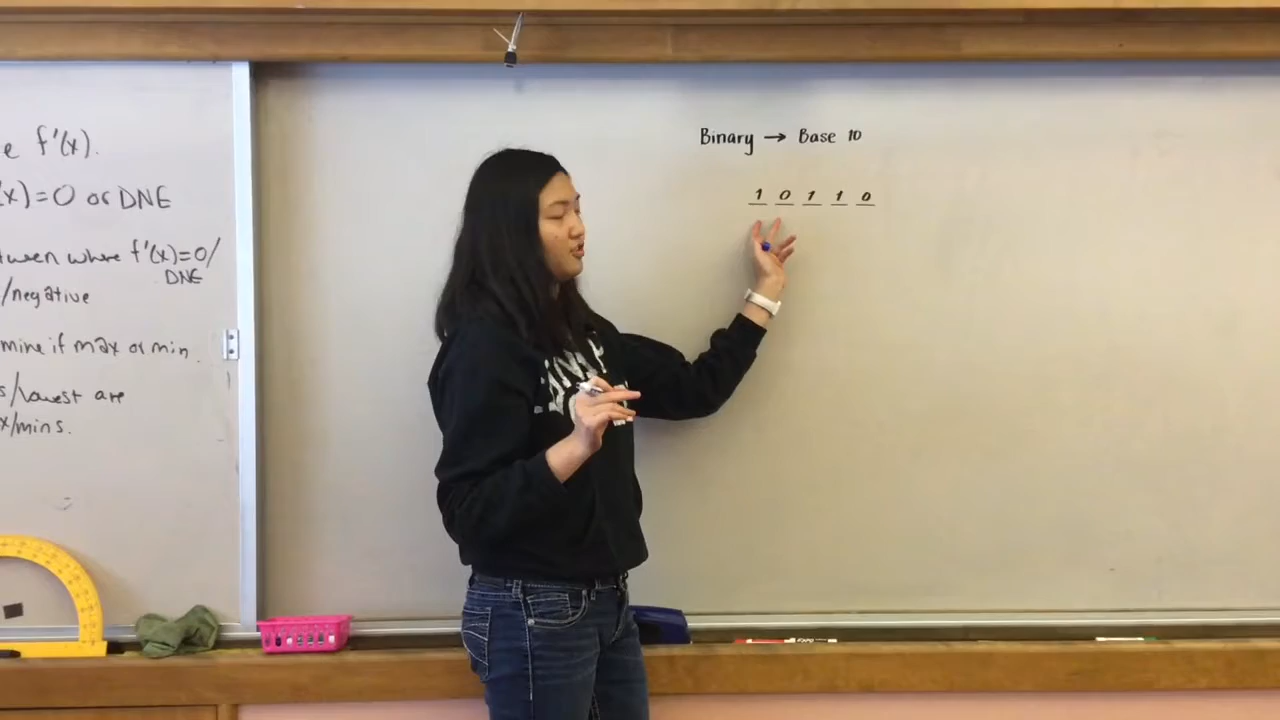 e f'(x).
(x)=0 or DNE
tween where f'(x)=0/
DNE
/negative
mine if max or min.
s/lowest are
x/mins.
Binary → Base 10
1 0 1 1 0